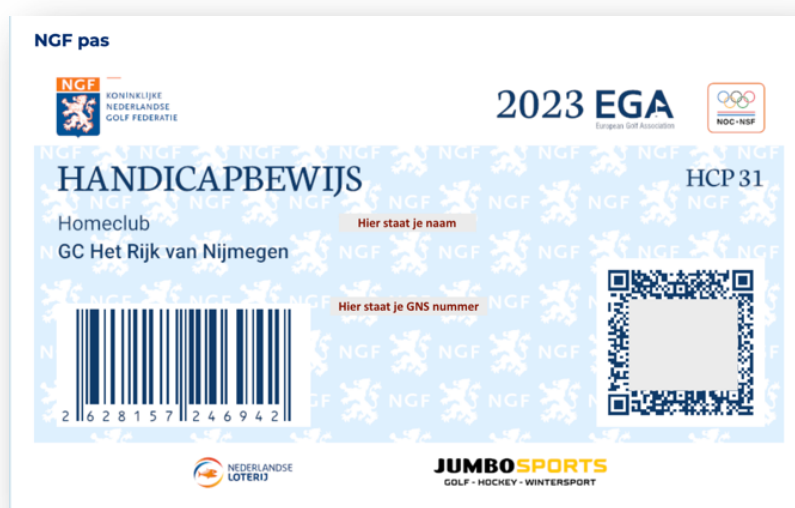 NGF pas
NGF
KONINKLIJKE
NEDERLANDSE
GOLF FEDERATIE
2023 EGA
European Golf Association
NOC*NSF
HANDICAPBEWIJS
HCP 31
Homeclub
Hier staat je naam
GC Het Rijk van Nijmegen
Hier staat je GNS nummer
2 628157 246942
NEDERLANDSE
LOTERIJ
JUMBOSPORTS
GOLF - HOCKEY - WINTERSPORT